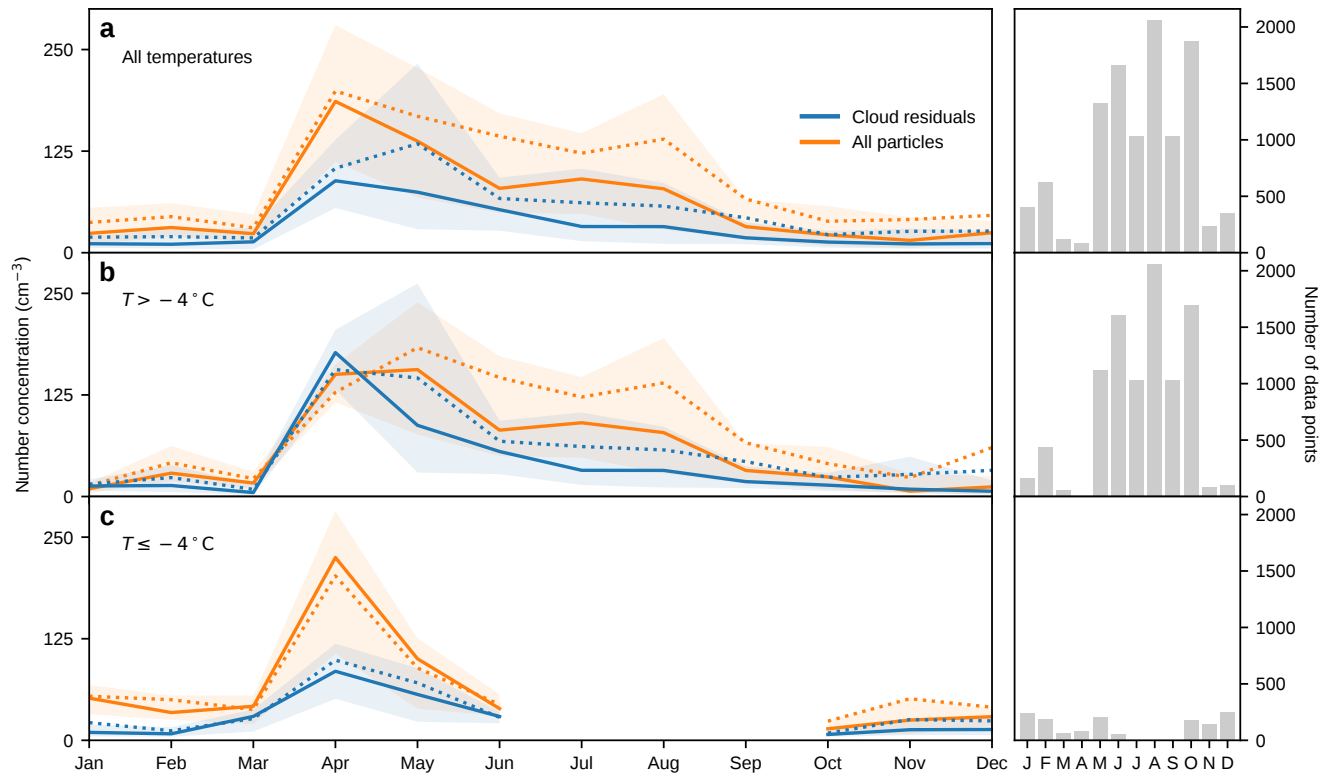 a
All temperatures
250
125
0
Cloud residuals
All particles
2000
1500
1000
500
0
b
T > −4°C
250
125
0
2000
1500
1000
500
0
Number concentration (cm⁻³)
Number of data points
c
T ≤ −4°C
250
125
0
2000
1500
1000
500
0
Jan Feb Mar Apr May Jun Jul Aug Sep Oct Nov Dec
J F M A M J J A S O N D